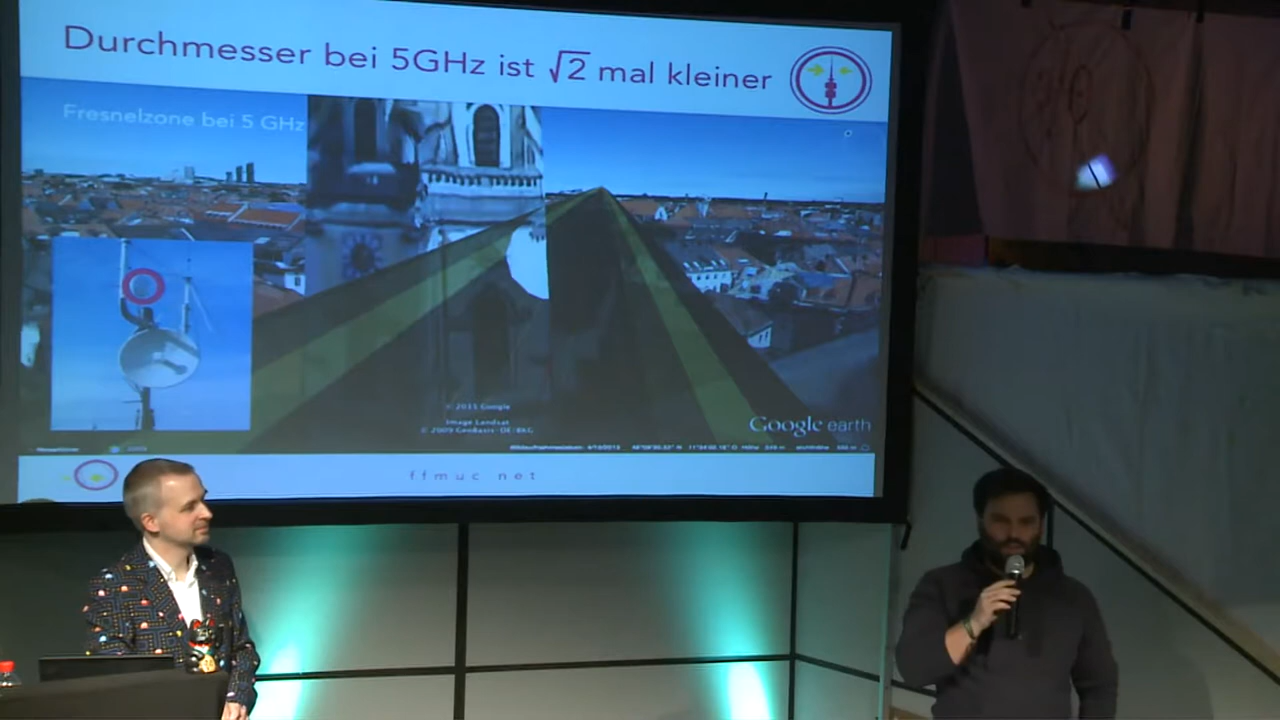 Durchmesser bei 5GHz ist √2 mal kleiner
Fresnelzone bei 5 GHz
© 2015 Google
Image Landsat
© 2009 GeoBasis-DE/BKG
Google earth
ffmuc net